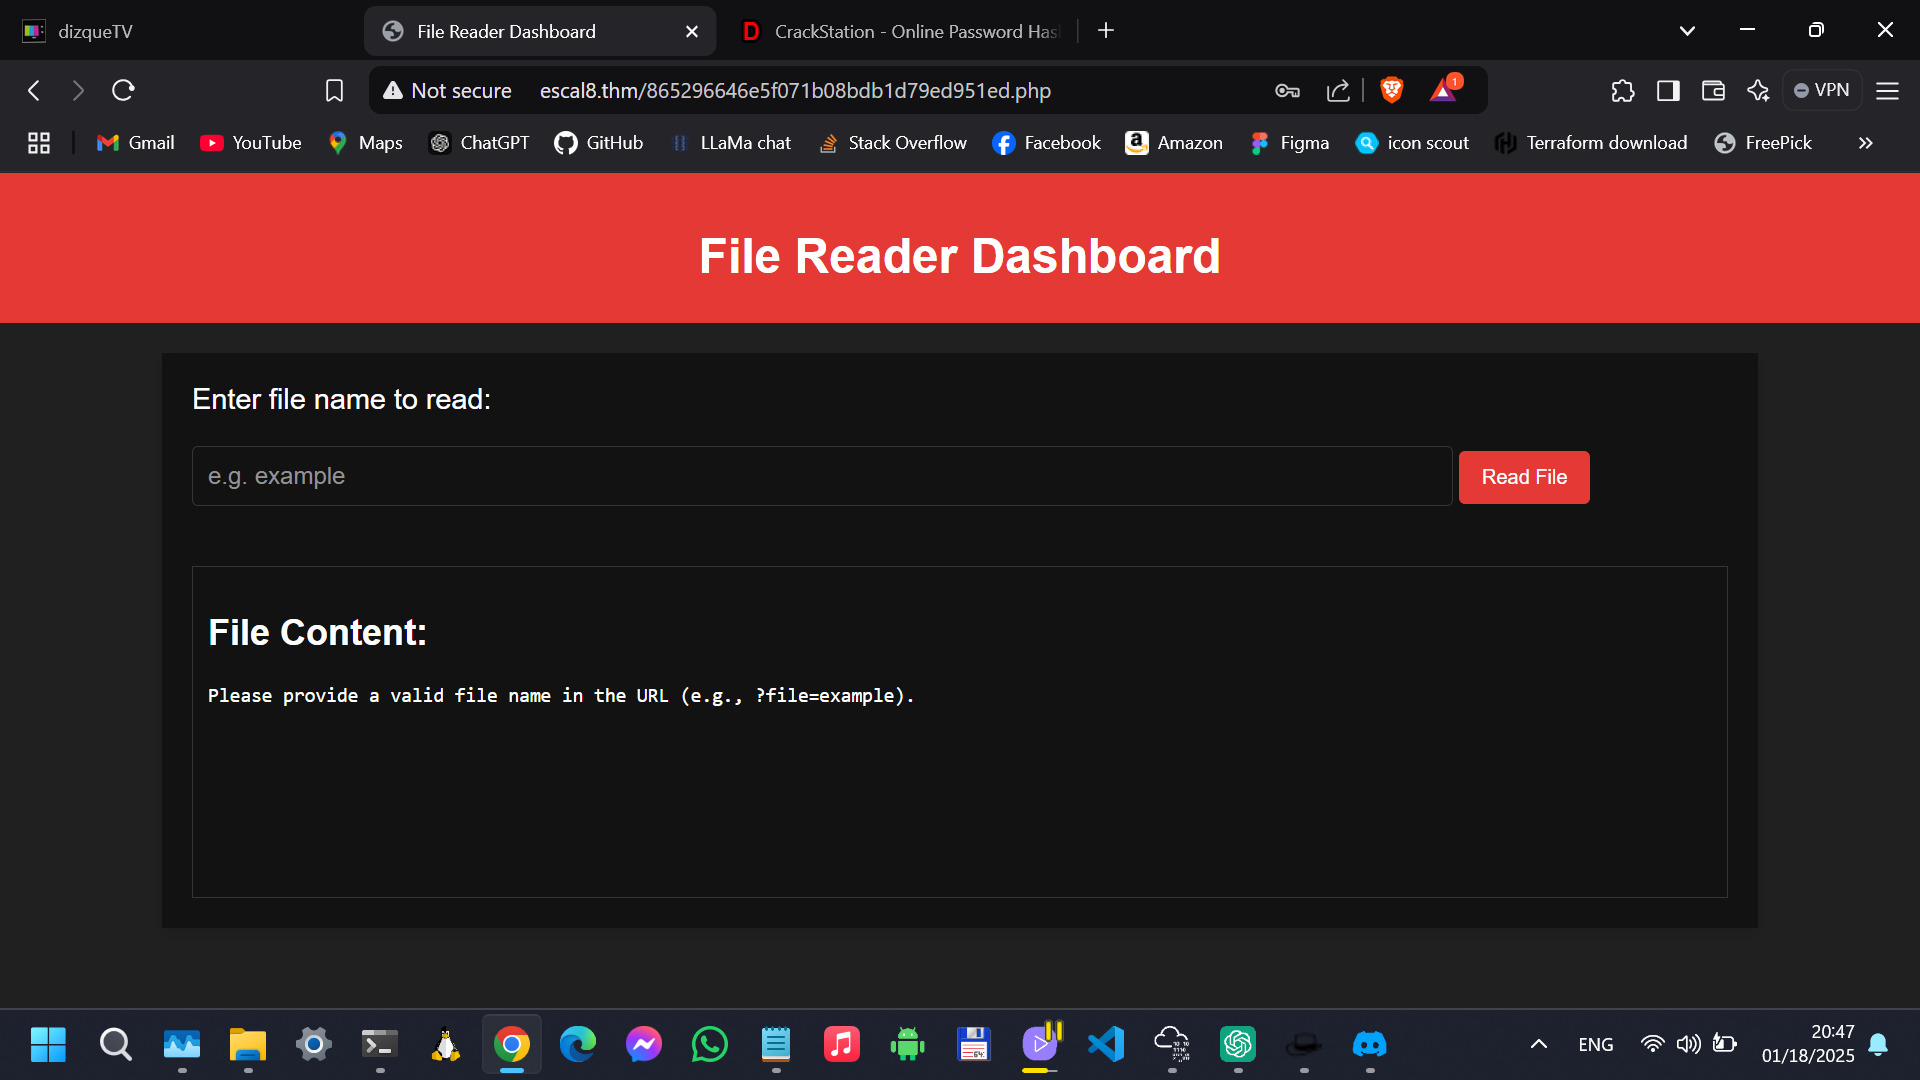 dizqueTV
File Reader Dashboard
D CrackStation - Online Password Has
Not secure escal8.thm/865296646e5f071b08bdb1d79ed951ed.php
1
VPN
Gmail
YouTube
Maps
ChatGPT
GitHub
LLaMa chat
Stack Overflow
Facebook
Amazon
Figma
icon scout
Terraform download
FreePick
File Reader Dashboard
Enter file name to read:
e.g. example
Read File
File Content:
Please provide a valid file name in the URL (e.g., ?file=example).
ENG
20:47
01/18/2025